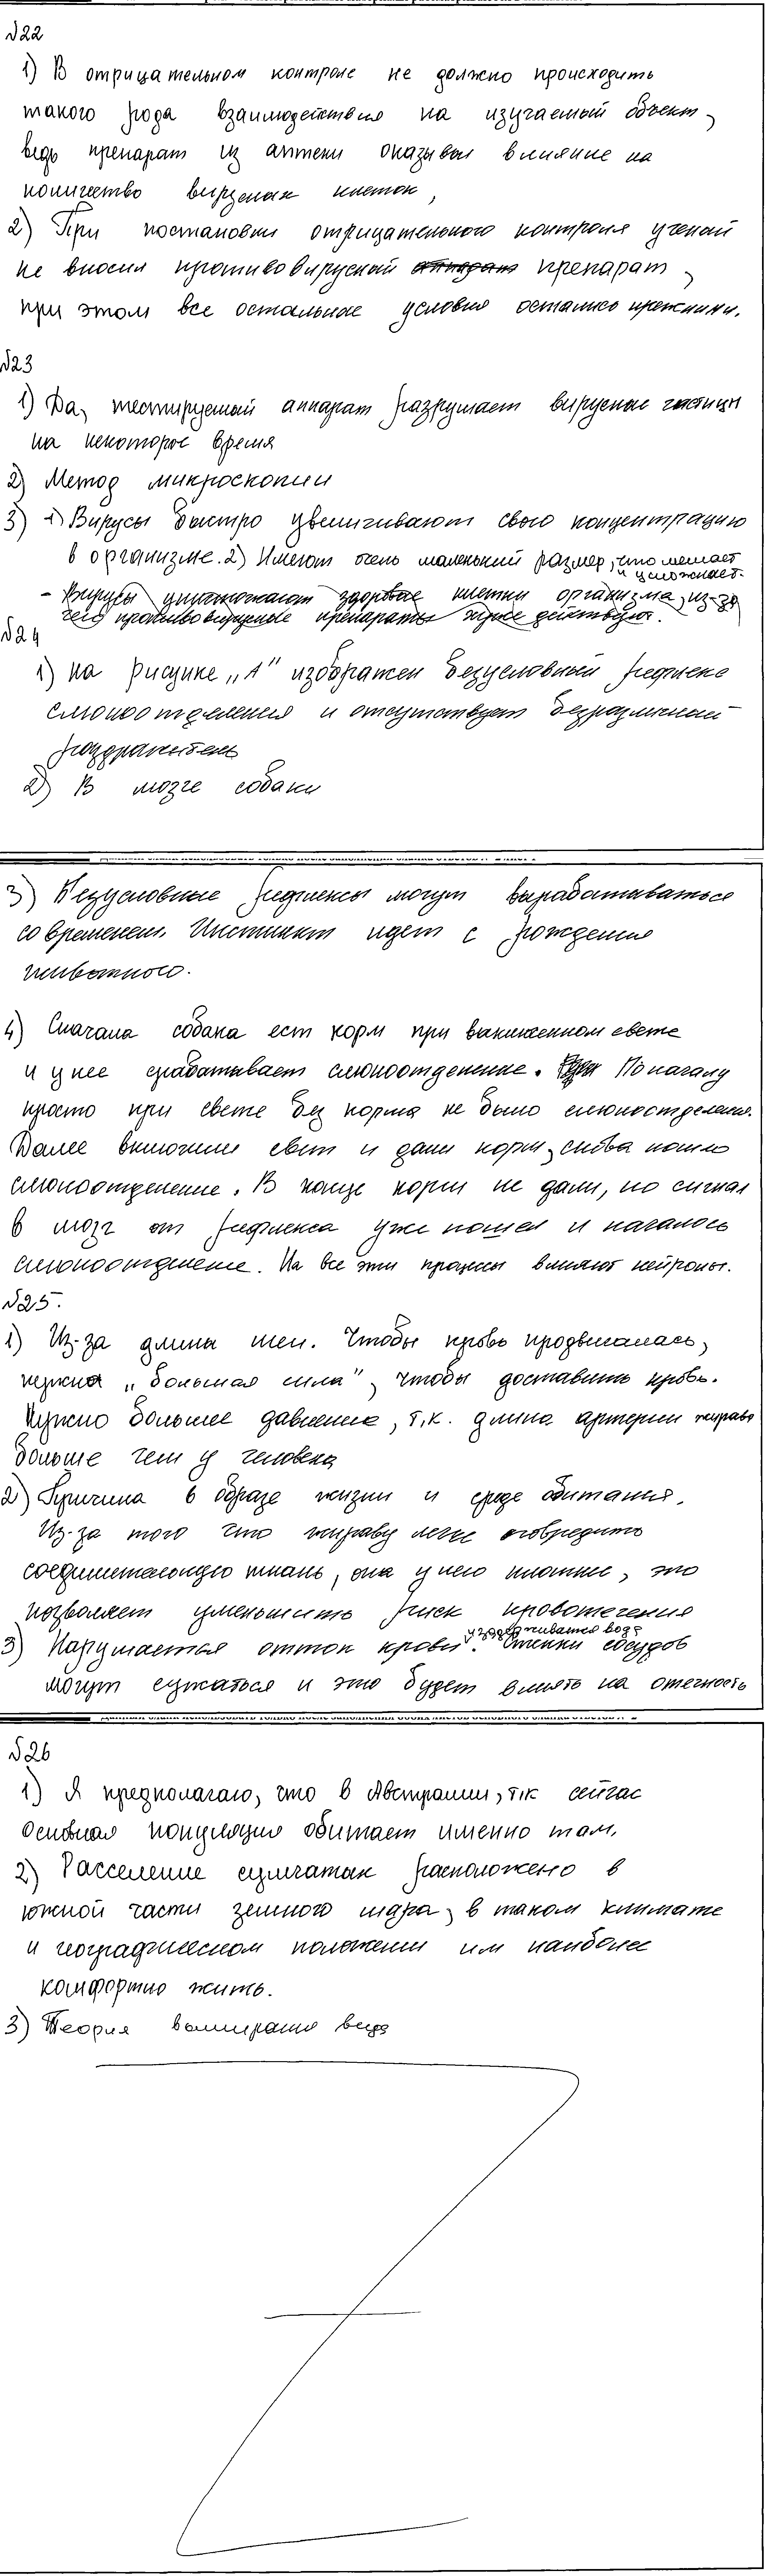 №22
1) В отрицательном контроле не должно происходить
такого рода взаимодействия на изучаемый объект,
ведь препарат из аптеки оказывал влияние на
количество вирусных клеток,
2) При постановки отрицательного контроля ученый
не вносил противовирусный аппарат препарат,
при этом все остальные условия остались прежними.
№23
1) Да, тестируемый аппарат разрушает вирусные частицы
на некоторое время
2) Метод микроскопии
3) 1) Вирусы быстро увеличивают свою концентрацию
в организме. 2) Имеют очень маленький размер, что мешает
и усложняет.
- Вирусы уничтожают здоровые клетки организма, из-за
чего противовирусные препараты хуже действуют.
№24
1) на рисунке „А" изображен безусловный рефлекс
слюноотделения и отсутствует безразличный
раздражитель
2) В мозге собаки
3) Безусловные рефлексы могут вырабатываться
со временем. Инстинкт идет с рождения
животного.
4) Сначала собака ест корм при выключенном свете
и у нее срабатывает слюноотделение. Поначалу
просто при свете без корма не было слюноотделения.
Далее включили свет и дали корм, снова пошло
слюноотделение. В конце корм не дали, но сигнал
в мозг от рефлекса уже пошел и началось
слюноотделение. На все эти процессы влияют нейроны.
№25.
1) Из-за длины шеи. Чтобы кровь продвигалась,
нужна „большая сила", чтобы доставить кровь.
Нужно большее давление, т.к. длина артерии жирафа
больше чем у человека
2) Причина в образе жизни и среде обитания.
Из-за того что жирафу легче повредить
соединительную ткань, она у него плотнее, это
позволяет уменьшить риск кровотечения
задерживается вода
3) Нарушается отток крови. Стенки сосудов
могут сужаться и это будет влиять на отечность
№26
1) Я предполагаю, что в Австралии, т.к сейчас
основная популяция обитает именно там.
2) Расселение сумчатых расположено в
южной части земного шара, в таком климате
и географическом положении им наиболее
комфортно жить.
3) Теория вымирания вида